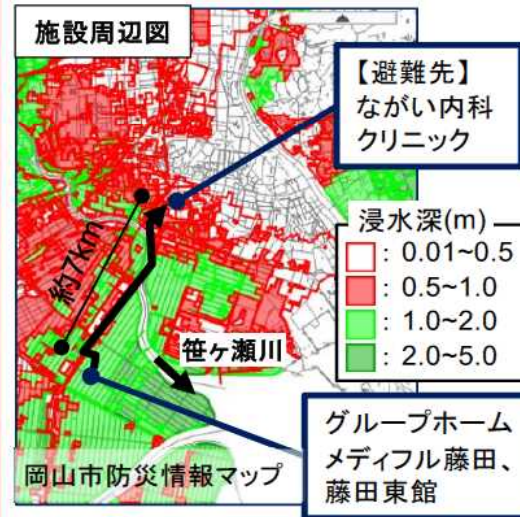 施設周辺図
【避難先】
ながい内科
クリニック
浸水深(m)
: 0.01~0.5
: 0.5~1.0
: 1.0~2.0
: 2.0~5.0
約7km
笹ヶ瀬川
グループホーム
メディフル藤田、
藤田東館
岡山市防災情報マップ